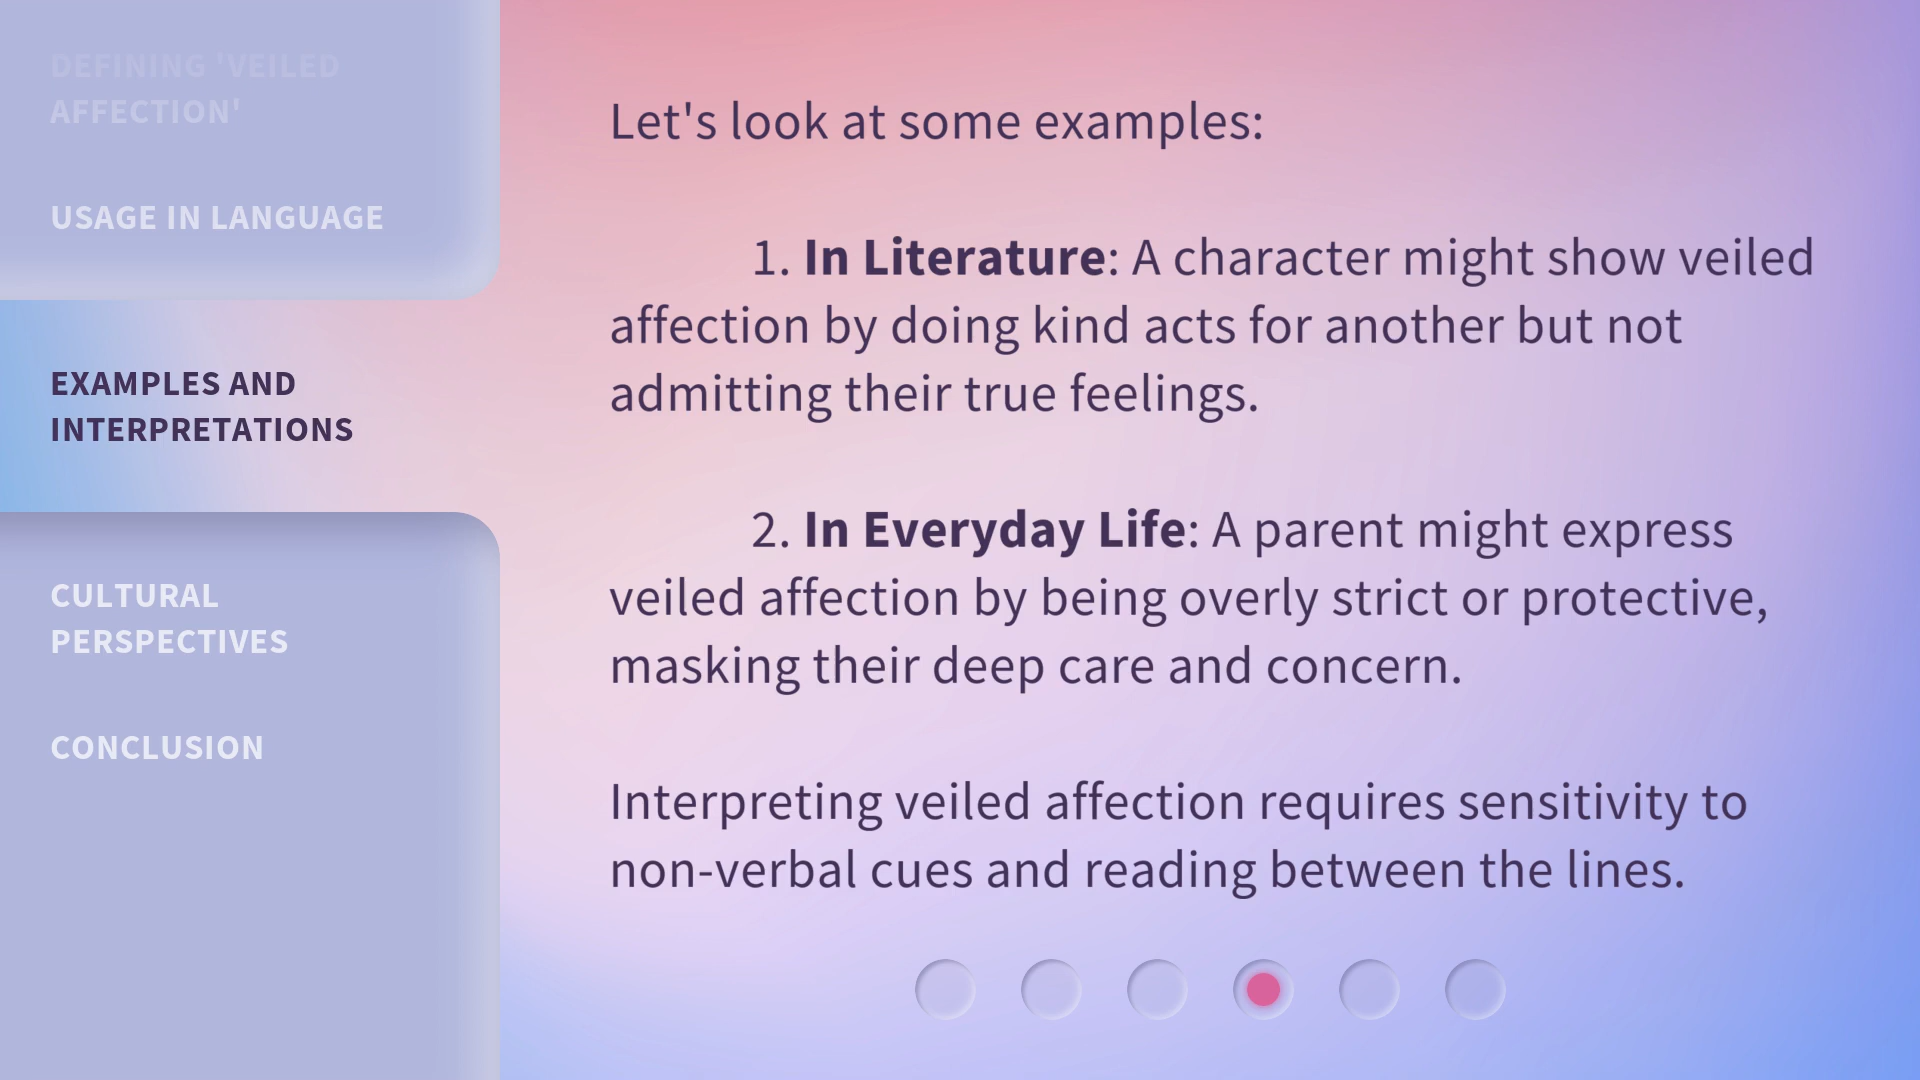 DEFINING 'VEILED
AFFECTION'
USAGE IN LANGUAGE
EXAMPLES AND
INTERPRETATIONS
CULTURAL
PERSPECTIVES
CONCLUSION
Let's look at some examples:
1. In Literature: A character might show veiled
affection by doing kind acts for another but not
admitting their true feelings.
2. In Everyday Life: A parent might express
veiled affection by being overly strict or protective,
masking their deep care and concern.
Interpreting veiled affection requires sensitivity to
non-verbal cues and reading between the lines.